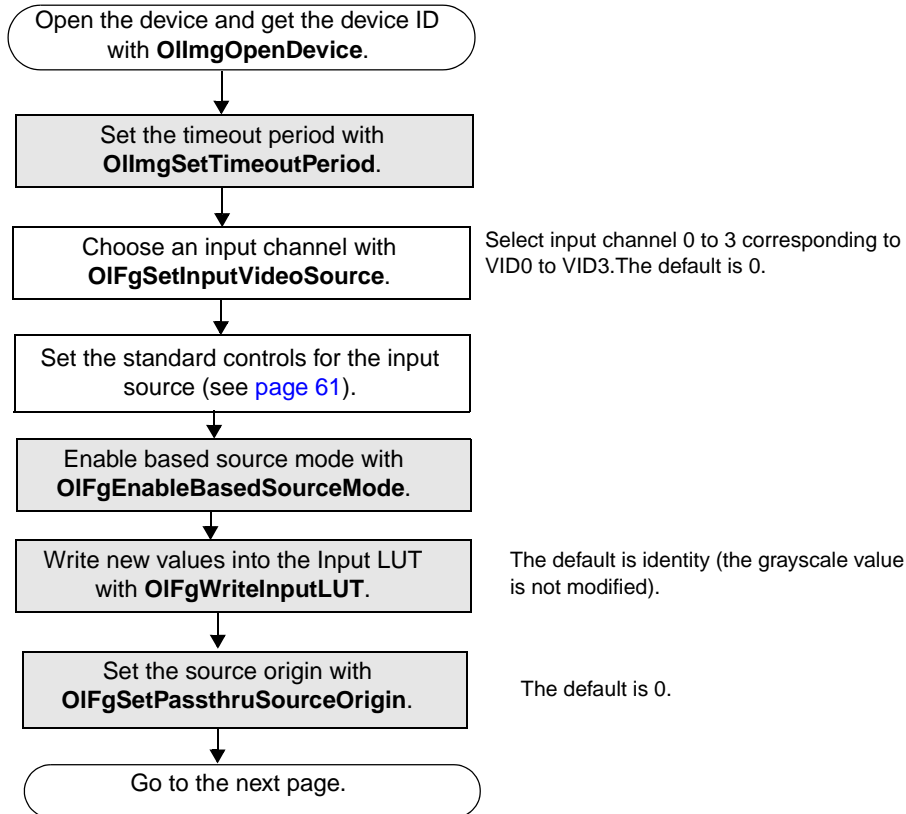 Open the device and get the device ID
with OlImgOpenDevice.
Set the timeout period with
OlImgSetTimeoutPeriod.
Choose an input channel with
OlFgSetInputVideoSource.
Select input channel 0 to 3 corresponding to
VID0 to VID3.The default is 0.
Set the standard controls for the input
source (see page 61).
Enable based source mode with
OlFgEnableBasedSourceMode.
Write new values into the Input LUT
with OlFgWriteInputLUT.
The default is identity (the grayscale value
is not modified).
Set the source origin with
OlFgSetPassthruSourceOrigin.
The default is 0.
Go to the next page.